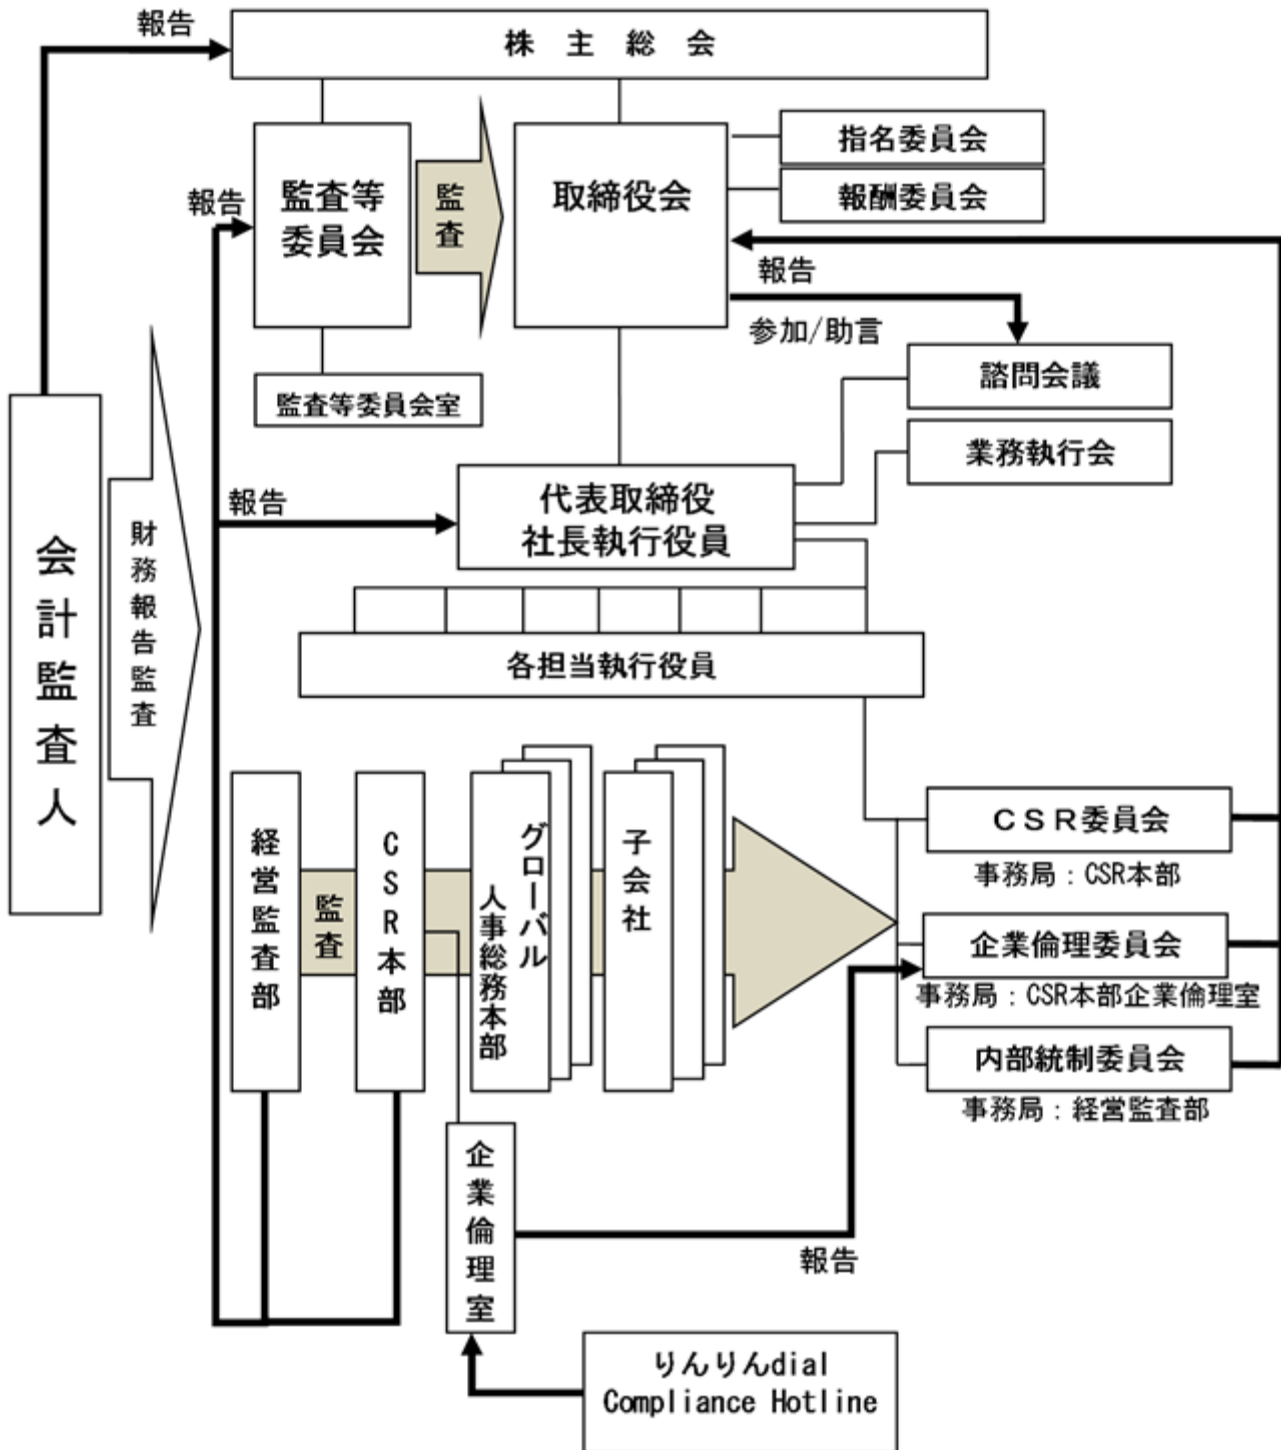 報告
株主総会
指名委員会
監査等
委員会
監査
取締役会
報酬委員会
報告
報告
参加/助言
諮問会議
監査等委員会室
業務執行会
報告
代表取締役
社長執行役員
会計監査人
財務報告監査
各担当執行役員
経営監査部
監査
CSR本部
グローバル
人事総務本部
子会社
CSR委員会
事務局：CSR本部
企業倫理委員会
事務局：CSR本部企業倫理室
内部統制委員会
事務局：経営監査部
企業倫理室
報告
りんりんdial
Compliance Hotline